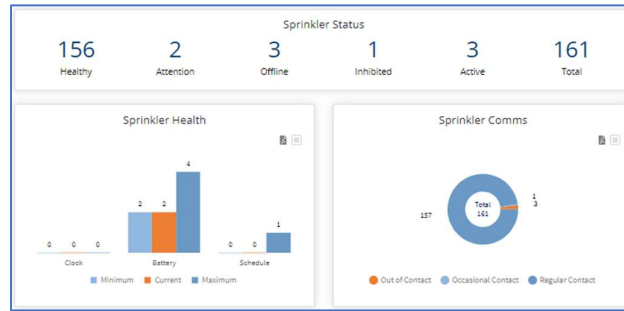 Sprinkler Status
156 2 3 1 3 161
Healthy Attention Offline Inhibited Active Total
Sprinkler Health
4
2 2
1
0 0 0 0 0
Clock Battery Schedule
Minimum Current Maximum
Sprinkler Comms
1
3
157
Total
161
Out of Contact Occasional Contact Regular Contact